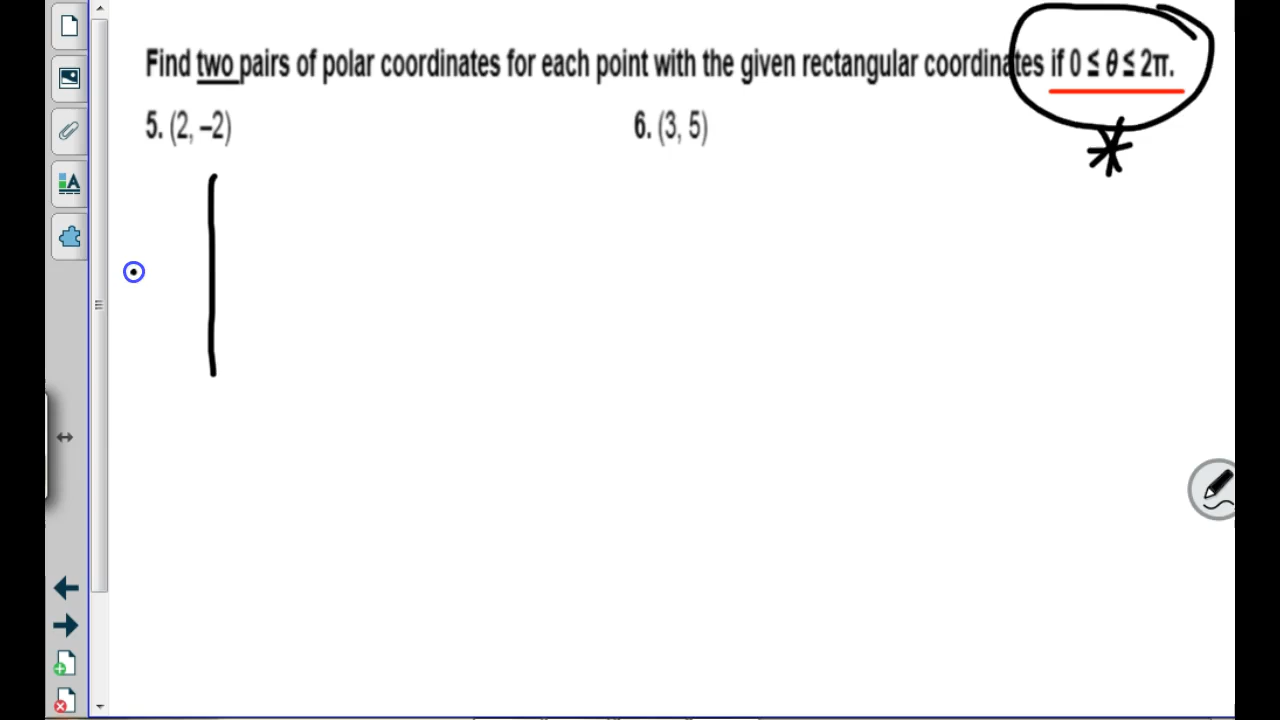 Find two pairs of polar coordinates for each point with the given rectangular coordinates if 0 ≤ θ ≤ 2π.
5. (2, –2) 6. (3, 5)